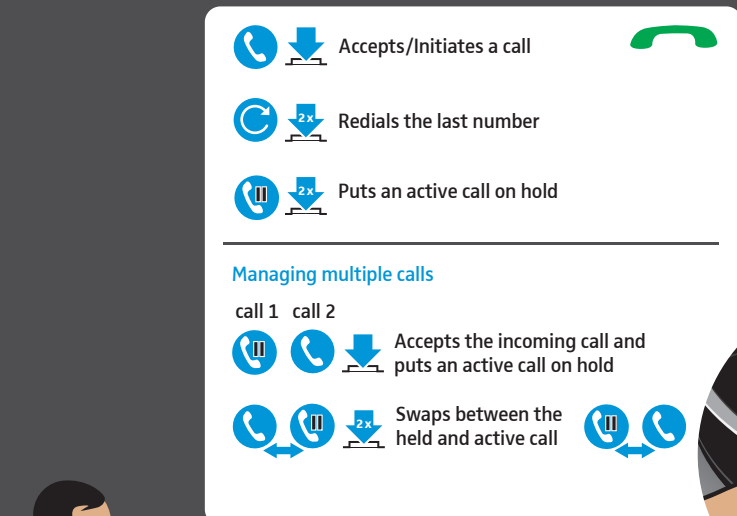 Accepts/Initiates a call
2x Redials the last number
2x Puts an active call on hold
Managing multiple calls
call 1 call 2
Accepts the incoming call and
puts an active call on hold
2x Swaps between the
held and active call